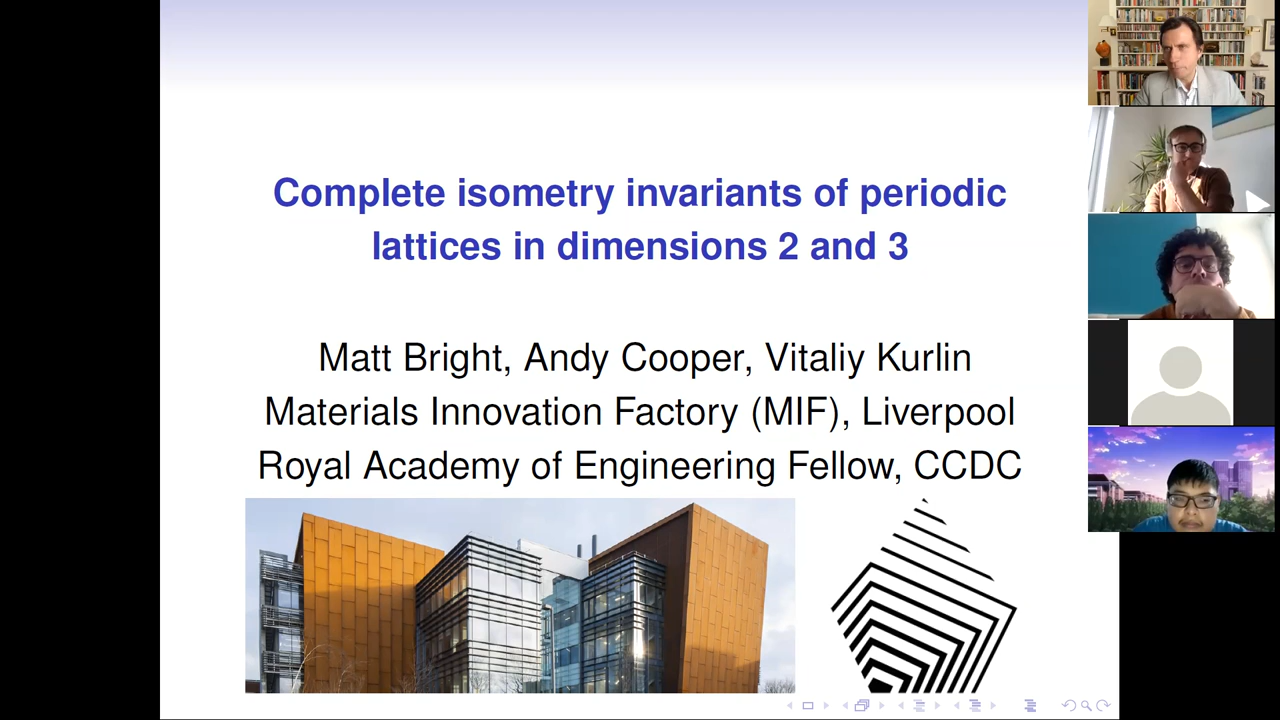 Complete isometry invariants of periodic
lattices in dimensions 2 and 3
Matt Bright, Andy Cooper, Vitaliy Kurlin
Materials Innovation Factory (MIF), Liverpool
Royal Academy of Engineering Fellow, CCDC